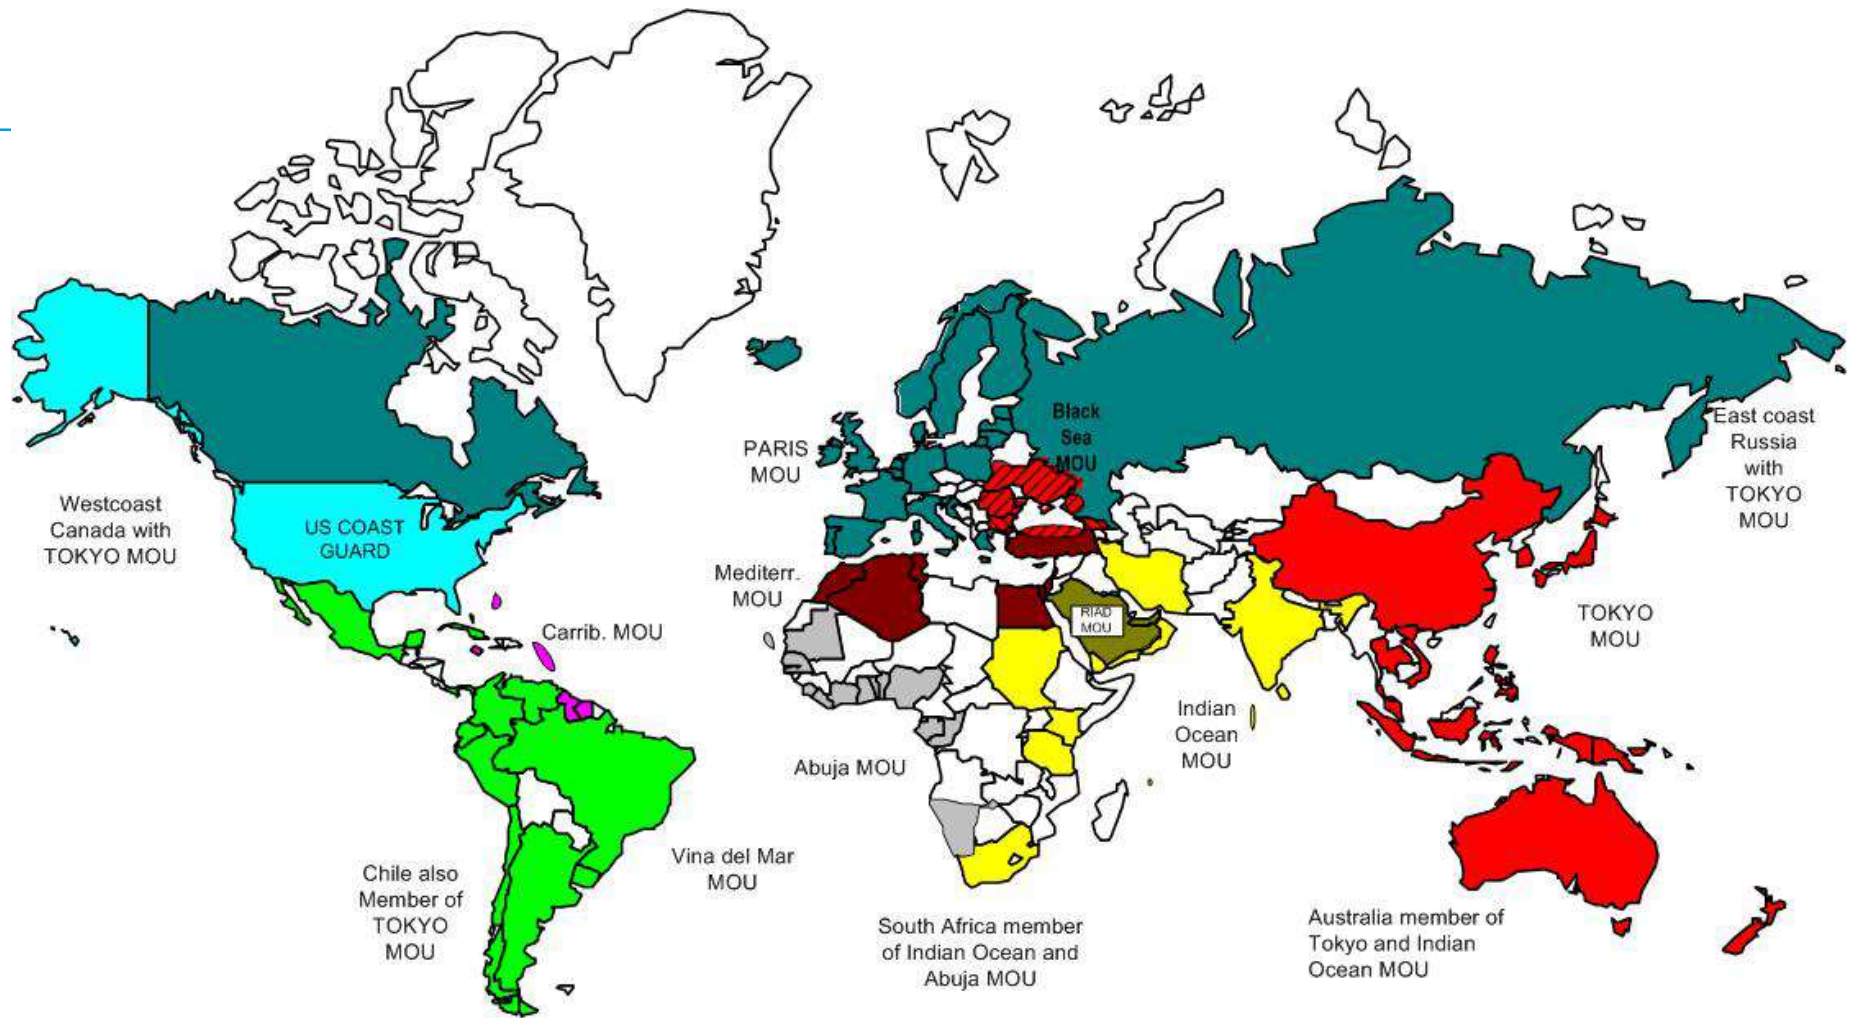 Black
Sea
MOU
PARIS
MOU
East coast
Russia
with
TOKYO
MOU
Westcoast
Canada with
TOKYO MOU
US COAST
GUARD
Mediterr.
MOU
RIAD
MOU
Carrib. MOU
TOKYO
MOU
Indian
Ocean
MOU
Abuja MOU
Vina del Mar
MOU
Chile also
Member of
TOKYO
MOU
South Africa member
of Indian Ocean and
Abuja MOU
Australia member of
Tokyo and Indian
Ocean MOU